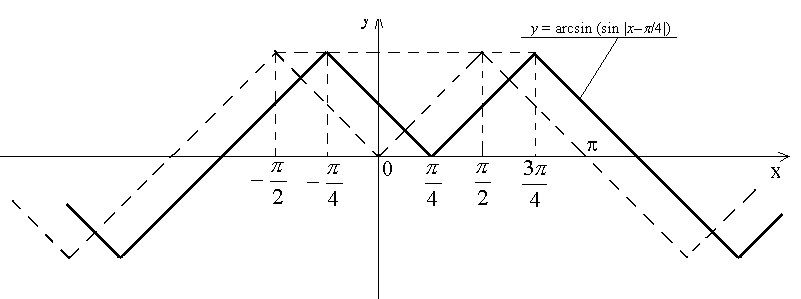 y
y = arcsin (sin |x−π/4|)
π
x
−π/2
−π/4
0
π/4
π/2
3π/4